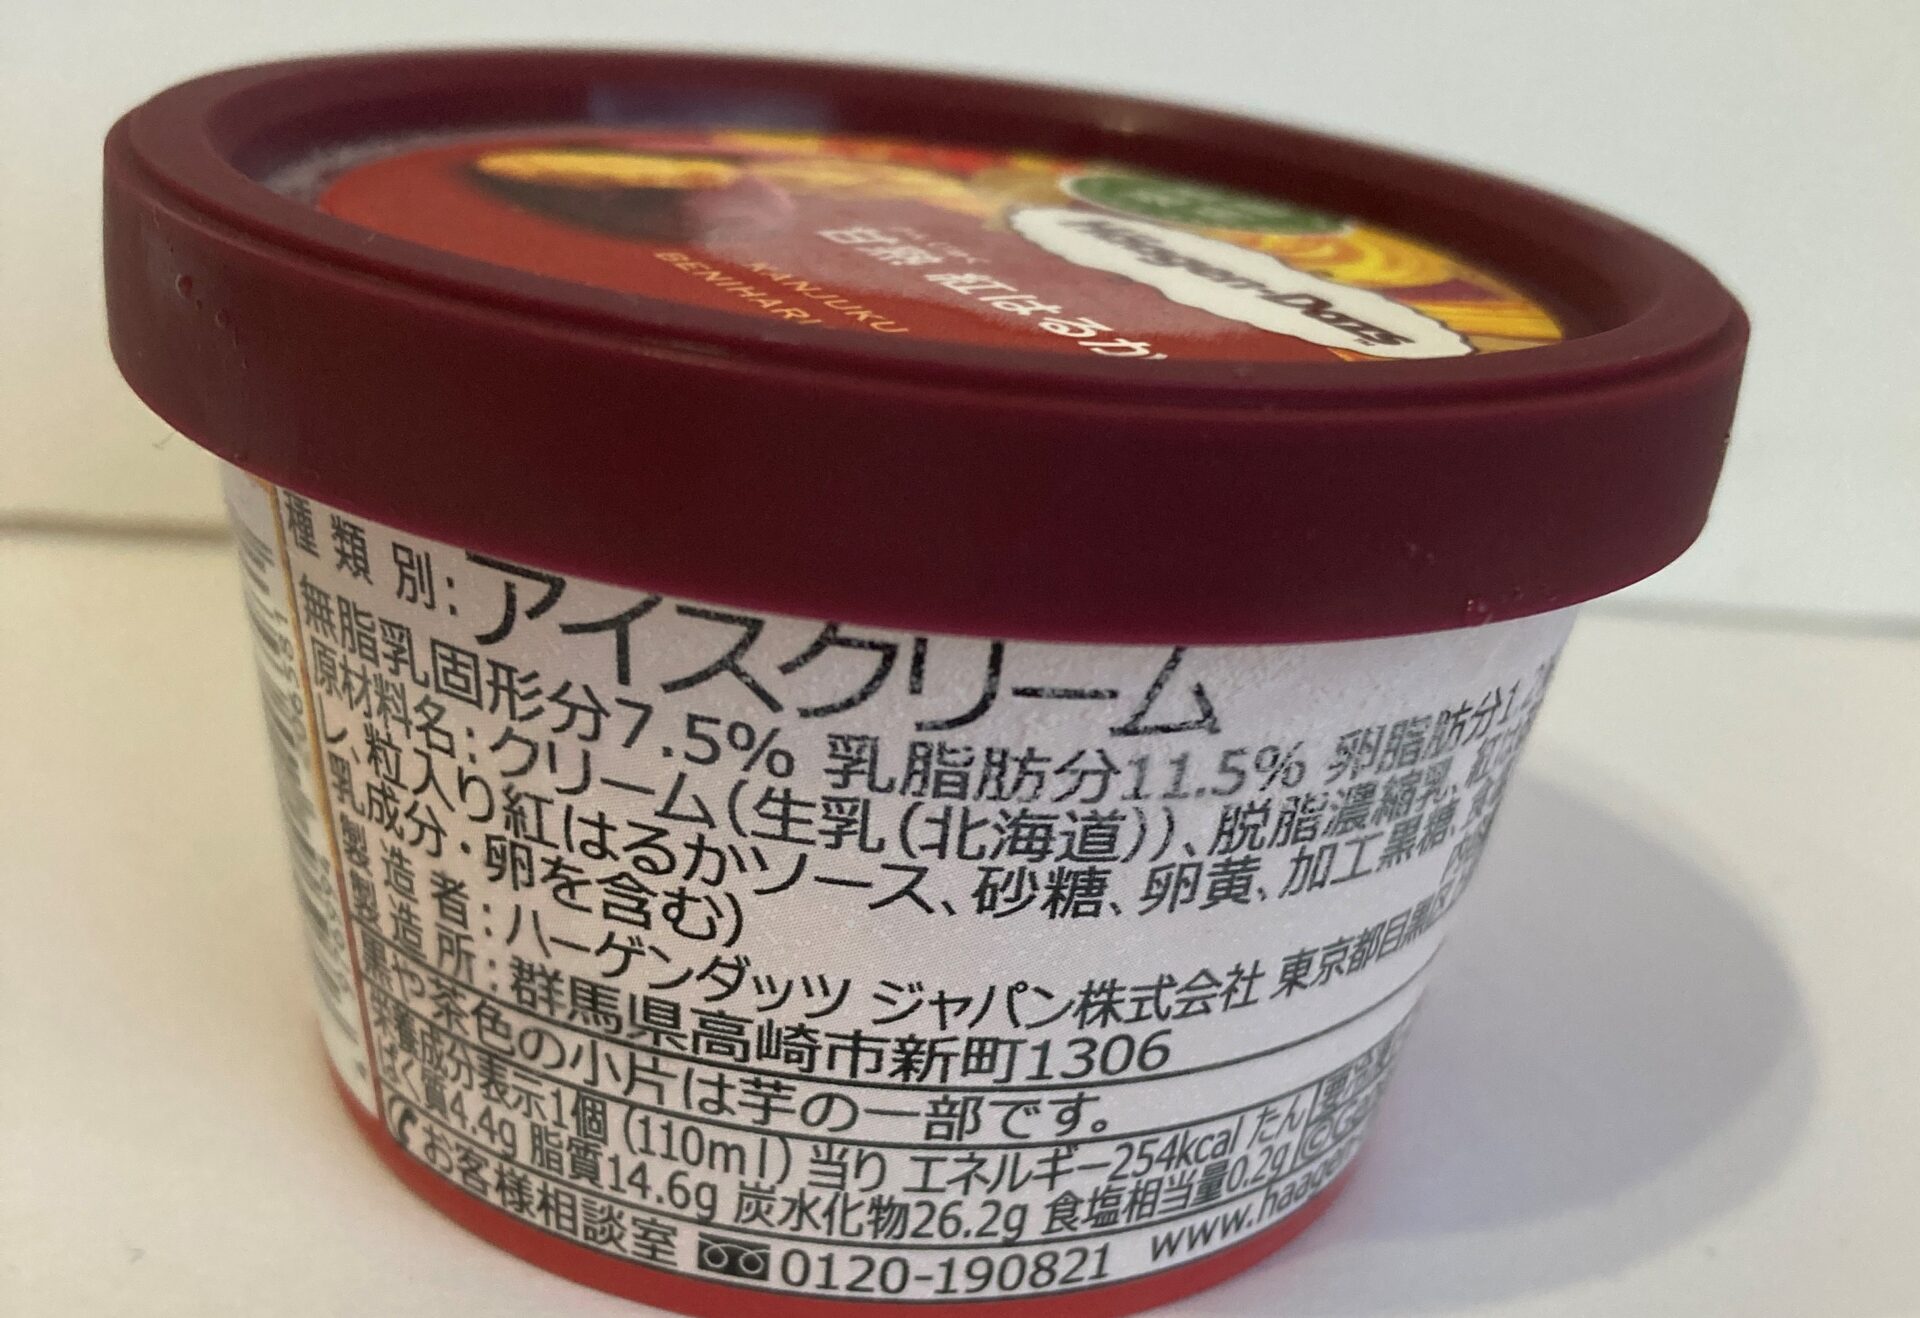 Häagen-Dazs
甘熟 紅はるか
KANJUKU
BENIHARU
種類別：アイスクリーム
無脂乳固形分7.5% 乳脂肪分11.5% 卵脂肪分1.
原材料名：クリーム（生乳（北海道））、脱脂濃縮乳、紅は
し、粒入り紅はるかソース、砂糖、卵黄、加工黒糖、食
乳成分・卵を含む）
製造者：ハーゲンダッツ ジャパン株式会社 東京都目黒区
製造所：群馬県高崎市新町1306
黒や茶色の小片は芋の一部です。
栄養成分表示1個(110ml)当り エネルギー254kcal たん
ぱく質4.4g 脂質14.6g 炭水化物26.2g 食塩相当量0.2g
お客様相談室 0120-190821 www.haagen